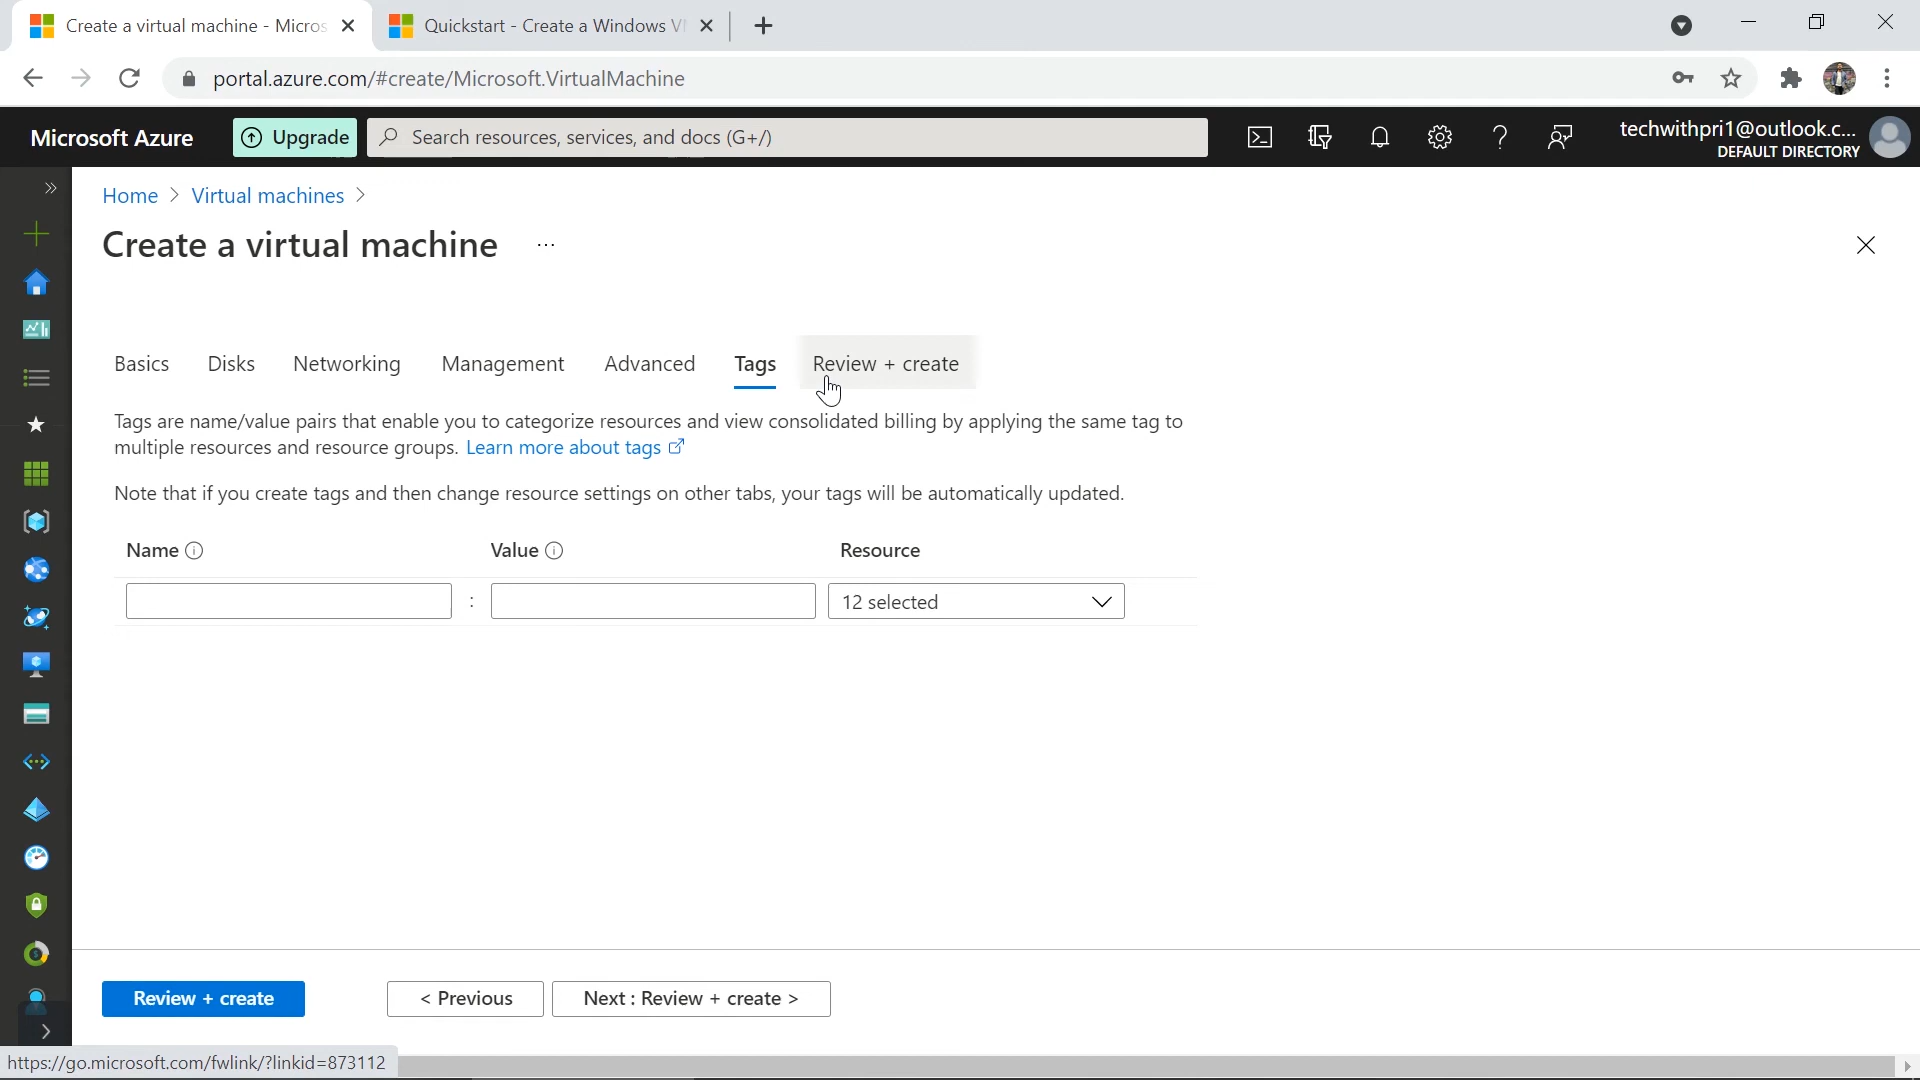 Create a virtual machine - Micros
Quickstart - Create a Windows V
portal.azure.com/#create/Microsoft.VirtualMachine
Microsoft Azure
Upgrade
Search resources, services, and docs (G+/)
techwithpri1@outlook.c...
DEFAULT DIRECTORY
Home > Virtual machines >
Create a virtual machine ...
Basics Disks Networking Management Advanced Tags Review + create
Tags are name/value pairs that enable you to categorize resources and view consolidated billing by applying the same tag to
multiple resources and resource groups. Learn more about tags
Note that if you create tags and then change resource settings on other tabs, your tags will be automatically updated.
Name Value Resource
: 12 selected
Review + create < Previous Next : Review + create >
https://go.microsoft.com/fwlink/?linkid=873112